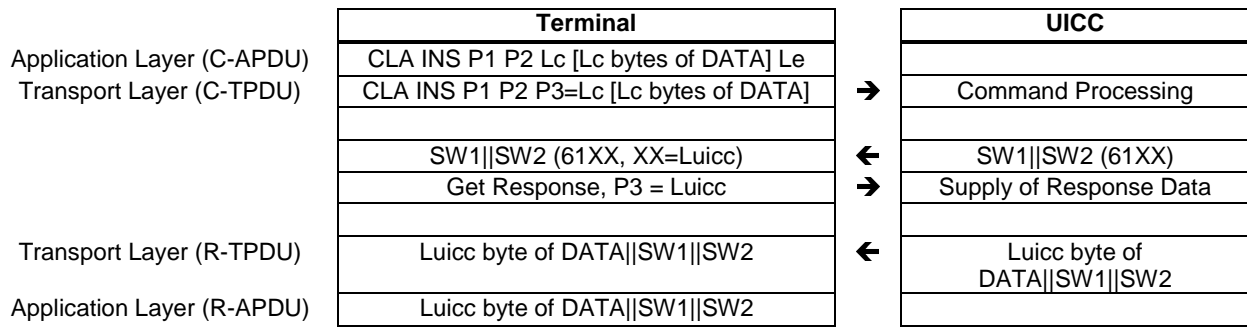 Terminal UICC
Application Layer (C-APDU) CLA INS P1 P2 Lc [Lc bytes of DATA] Le
Transport Layer (C-TPDU) CLA INS P1 P2 P3=Lc [Lc bytes of DATA] → Command Processing
SW1||SW2 (61XX, XX=Luicc) ← SW1||SW2 (61XX)
Get Response, P3 = Luicc → Supply of Response Data
Transport Layer (R-TPDU) Luicc byte of DATA||SW1||SW2 ← Luicc byte of
DATA||SW1||SW2
Application Layer (R-APDU) Luicc byte of DATA||SW1||SW2